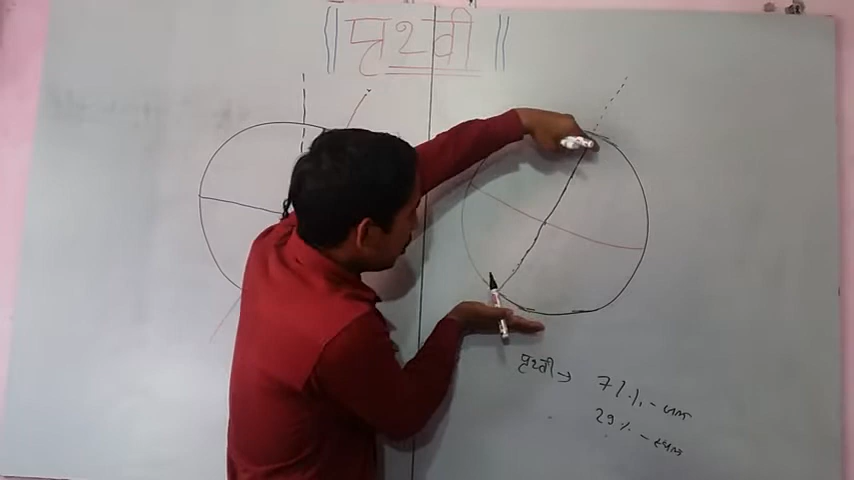 || पृथ्वी ||
पृथ्वी → 71% - जल
29% - स्थल